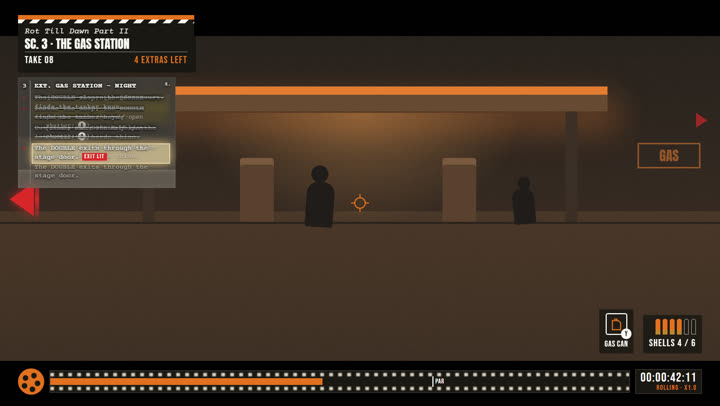 Rot Till Dawn Part II
SC. 3 - THE GAS STATION
TAKE 08
4 EXTRAS LEFT
3 EXT. GAS STATION - NIGHT
The DOUBLE exits through the
stage door. EXIT LIT
The DOUBLE exits through the
stage door.
GAS
GAS CAN
SHELLS 4 / 6
PAR
00:00:42:11
ROLLING · X1.0